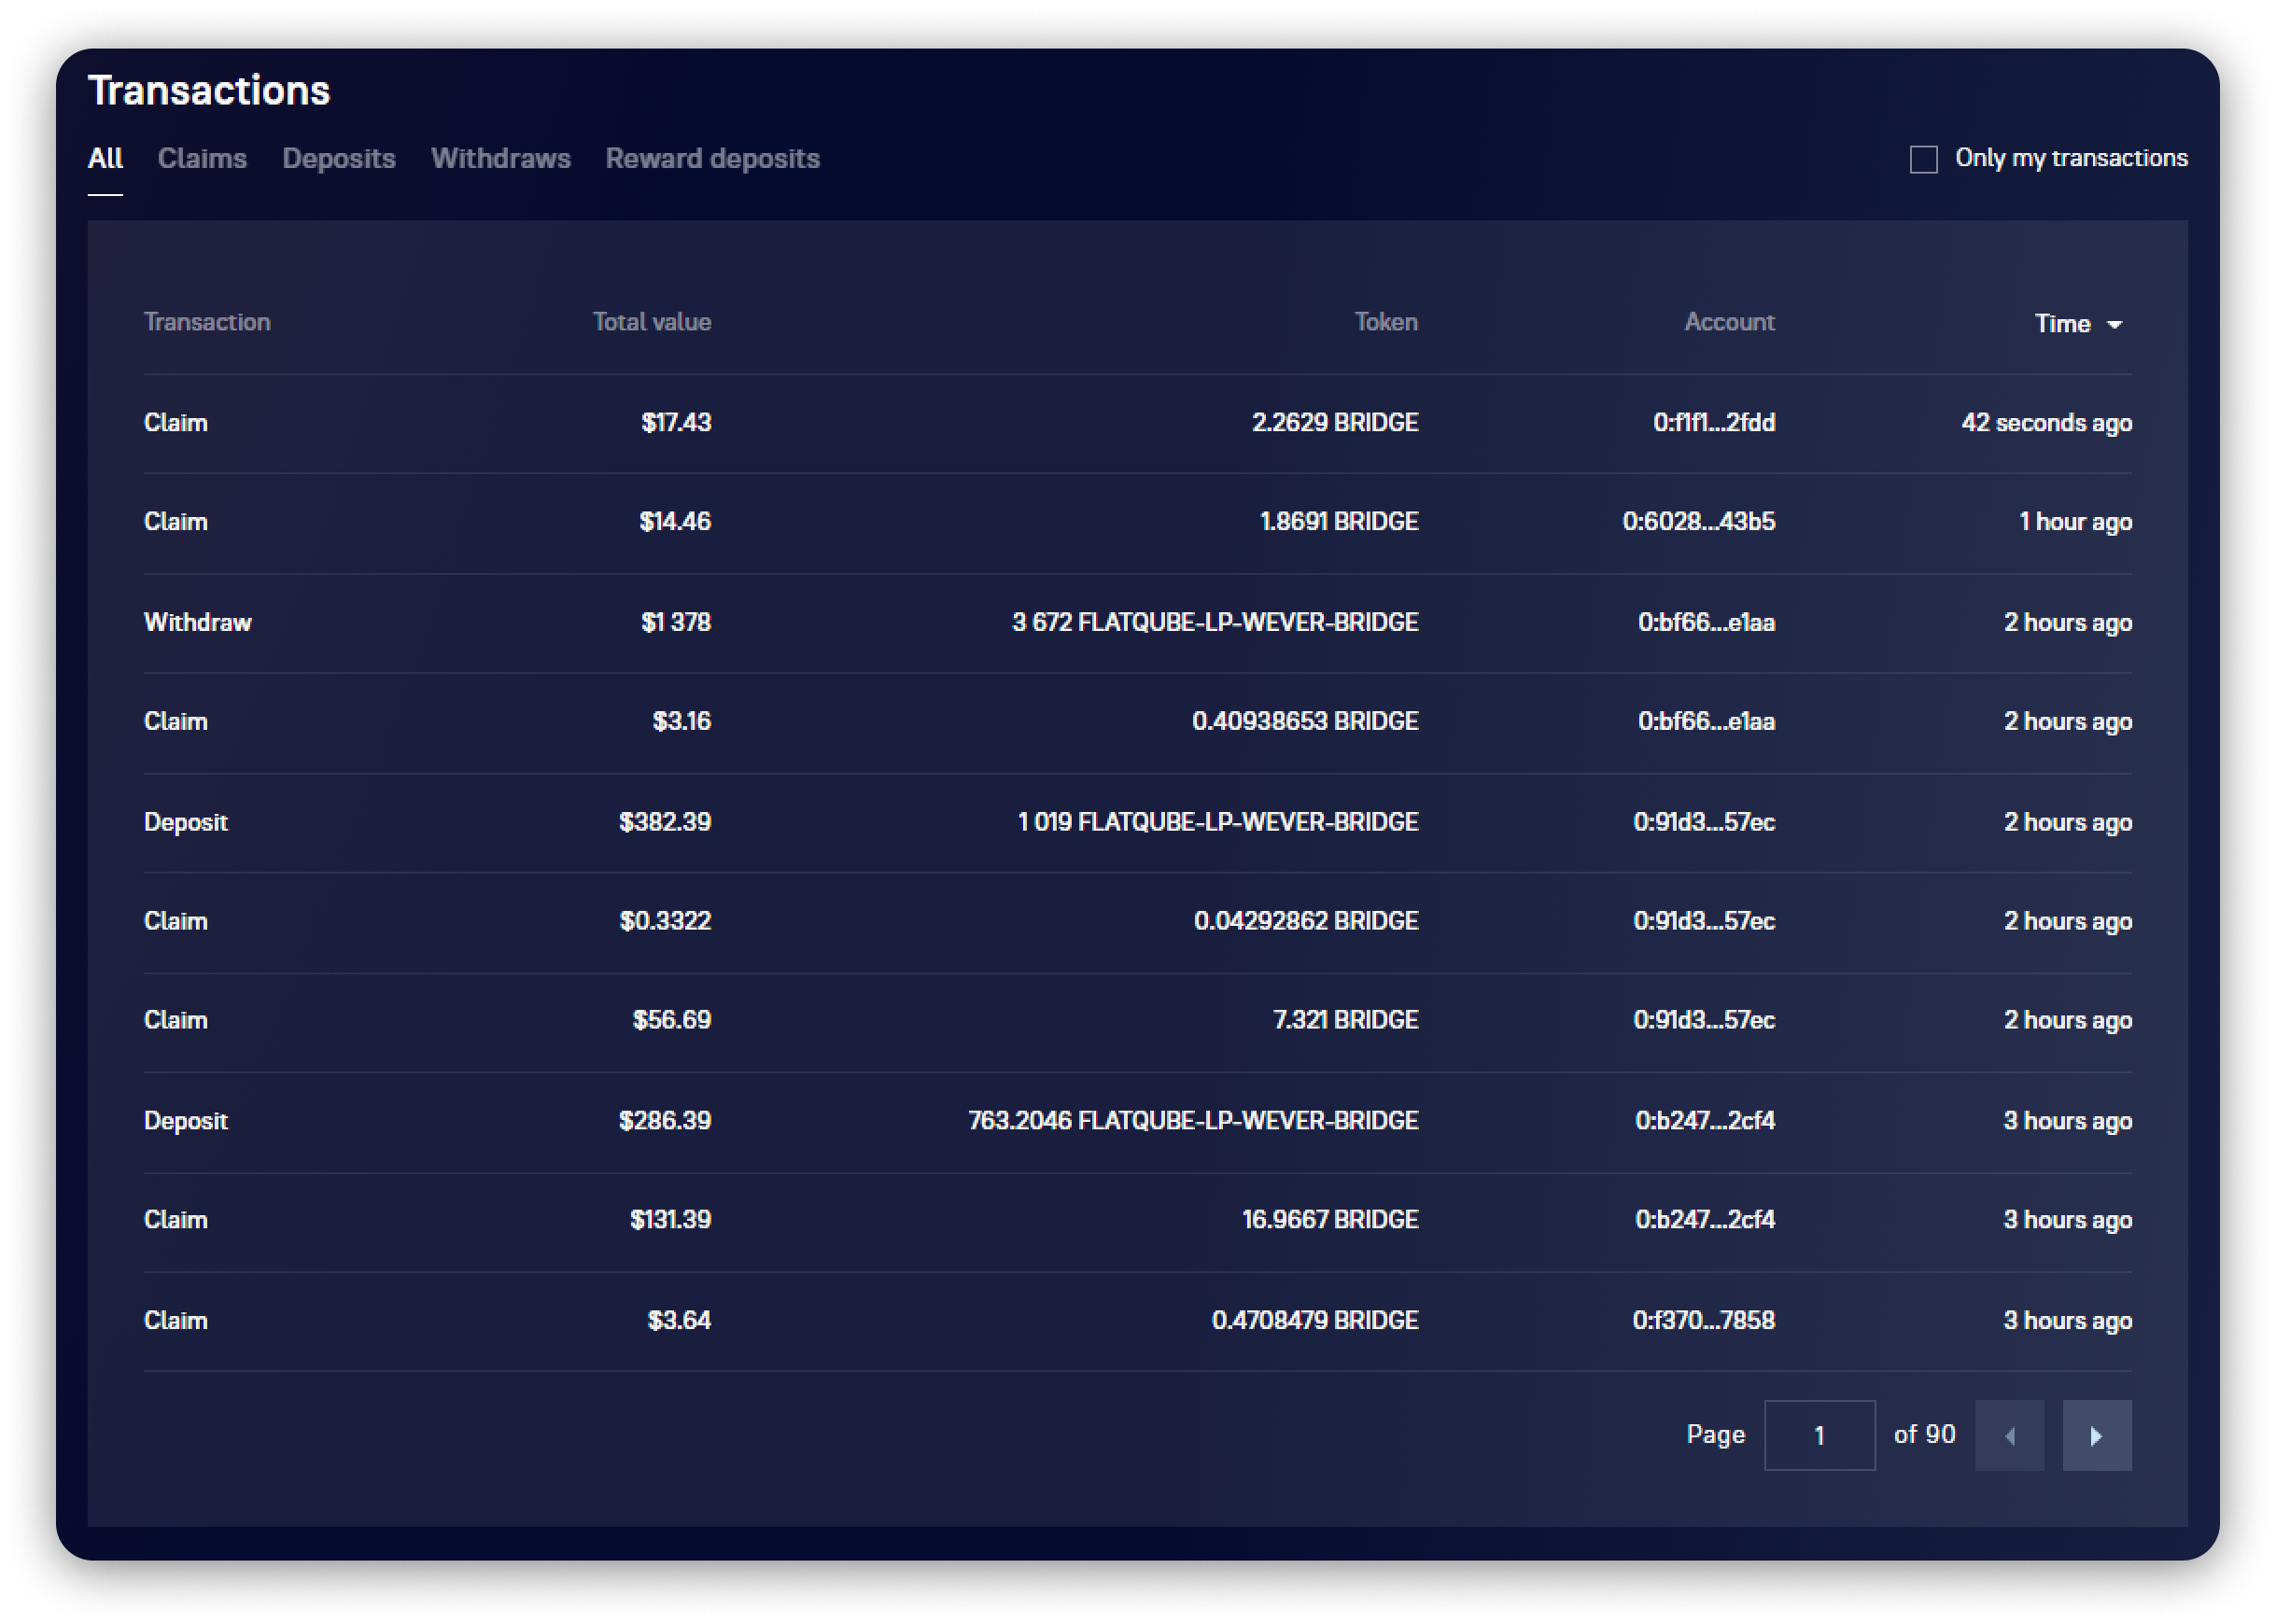 Transactions
All Claims Deposits Withdraws Reward deposits Only my transactions
Transaction Total value Token Account Time
Claim $17.43 2.2629 BRIDGE 0:f1f1...2fdd 42 seconds ago
Claim $14.46 1.8691 BRIDGE 0:6028...43b5 1 hour ago
Withdraw $1 378 3 672 FLATQUBE-LP-WEVER-BRIDGE 0:bf66...e1aa 2 hours ago
Claim $3.16 0.40938653 BRIDGE 0:bf66...e1aa 2 hours ago
Deposit $382.39 1 019 FLATQUBE-LP-WEVER-BRIDGE 0:91d3...57ec 2 hours ago
Claim $0.3322 0.04292862 BRIDGE 0:91d3...57ec 2 hours ago
Claim $56.69 7.321 BRIDGE 0:91d3...57ec 2 hours ago
Deposit $286.39 763.2046 FLATQUBE-LP-WEVER-BRIDGE 0:b247...2cf4 3 hours ago
Claim $131.39 16.9667 BRIDGE 0:b247...2cf4 3 hours ago
Claim $3.64 0.4708479 BRIDGE 0:f370...7858 3 hours ago
Page 1 of 90